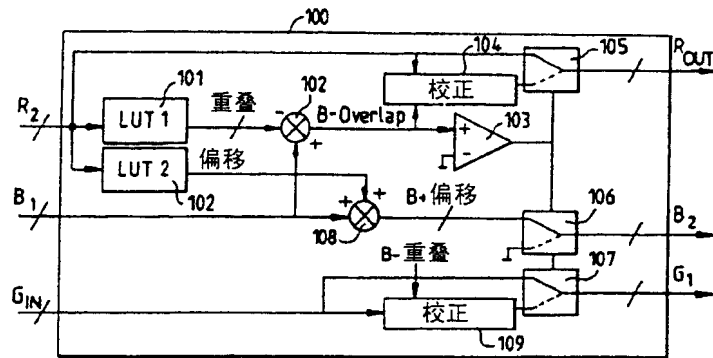 100
104
105
R_OUT
101
校正
重叠
102
R_2
LUT 1
-
B-Overlap
+
103
+
-
LUT 2
偏移
102
+
106
B_1
+
B+偏移
B_2
108
B-重叠
107
G_1
G_IN
校正
109